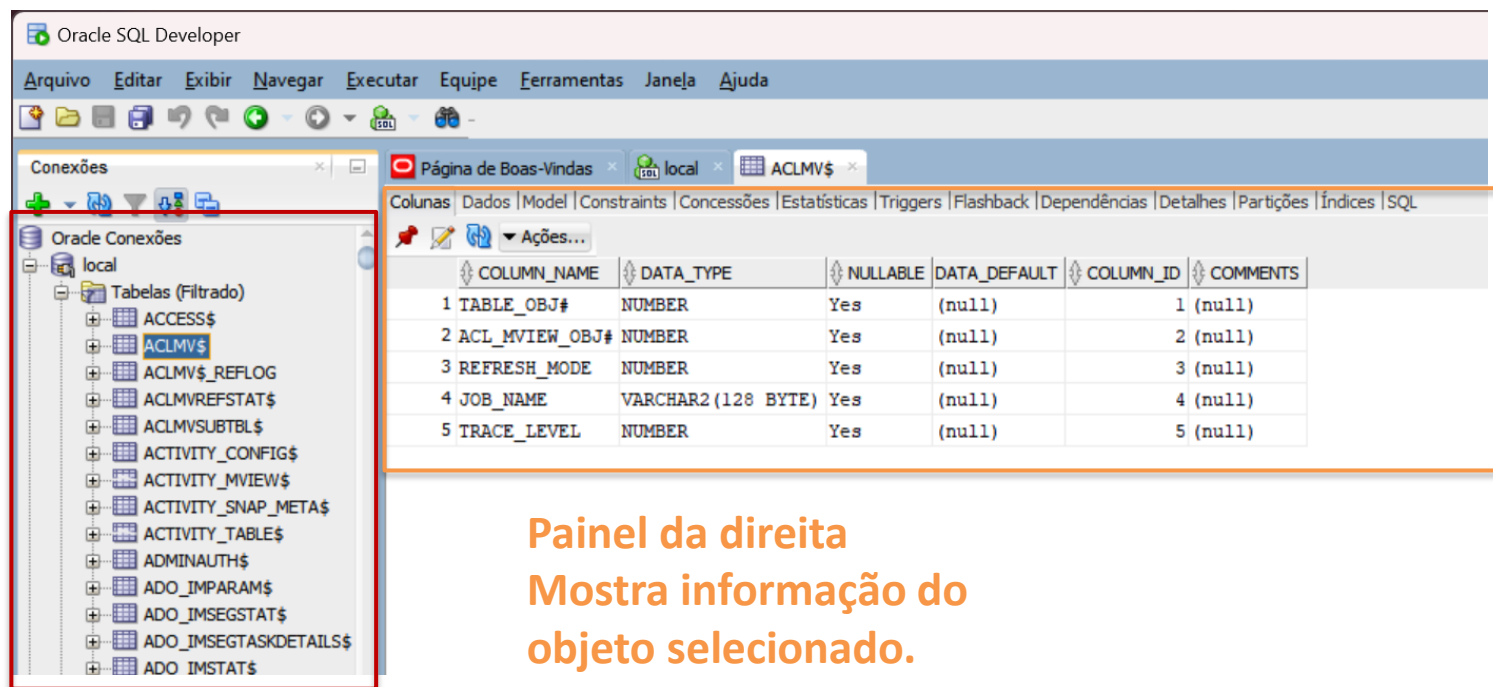 Oracle SQL Developer
Arquivo Editar Exibir Navegar Executar Equipe Ferramentas Janela Ajuda
Conexões
Página de Boas-Vindas local ACLMV$
Colunas Dados |Model |Constraints |Concessões |Estatísticas |Triggers |Flashback |Dependências |Detalhes |Partições |Índices |SQL
Ações...
Oracle Conexões
local
Tabelas (Filtrado)
ACCESS$
ACLMV$
ACLMV$_REFLOG
ACLMVREFSTAT$
ACLMVSUBTBL$
ACTIVITY_CONFIG$
ACTIVITY_MVIEW$
ACTIVITY_SNAP_META$
ACTIVITY_TABLE$
ADMINAUTH$
ADO_IMPARAM$
ADO_IMSEGSTAT$
ADO_IMSEGTASKDETAILS$
ADO_IMSTAT$
COLUMN_NAME DATA_TYPE NULLABLE DATA_DEFAULT COLUMN_ID COMMENTS
1 TABLE_OBJ# NUMBER Yes (null) 1 (null)
2 ACL_MVIEW_OBJ# NUMBER Yes (null) 2 (null)
3 REFRESH_MODE NUMBER Yes (null) 3 (null)
4 JOB_NAME VARCHAR2(128 BYTE) Yes (null) 4 (null)
5 TRACE_LEVEL NUMBER Yes (null) 5 (null)
Painel da direita
Mostra informação do
objeto selecionado.